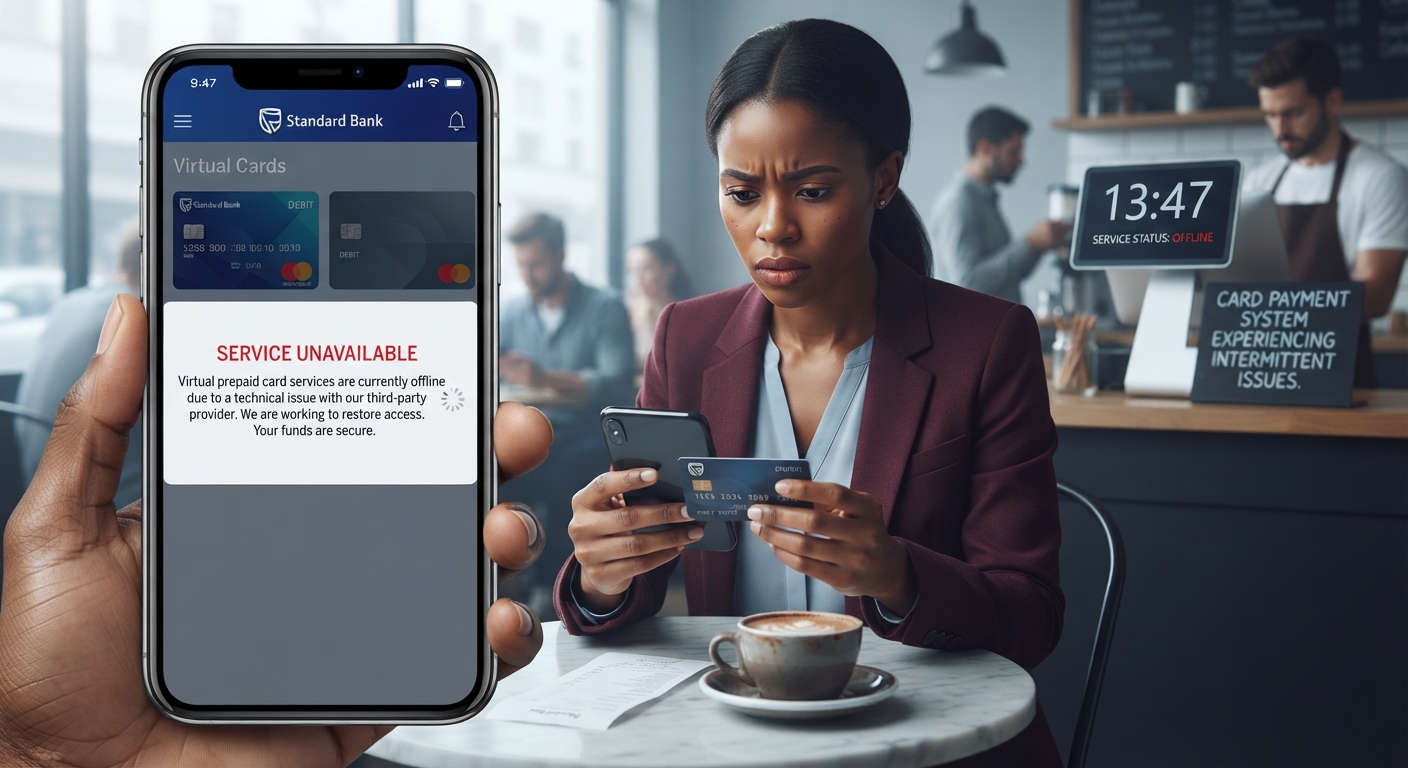 9:47
Standard Bank
Virtual Cards
Standard Bank DEBIT
DEBIT
SERVICE UNAVAILABLE
Virtual prepaid card services are currently offline
due to a technical issue with our third-party
provider. We are working to restore access.
Your funds are secure.
13:47
SERVICE STATUS: OFFLINE
CARD PAYMENT
SYSTEM
EXPERIENCING
INTERMITTENT
ISSUES.